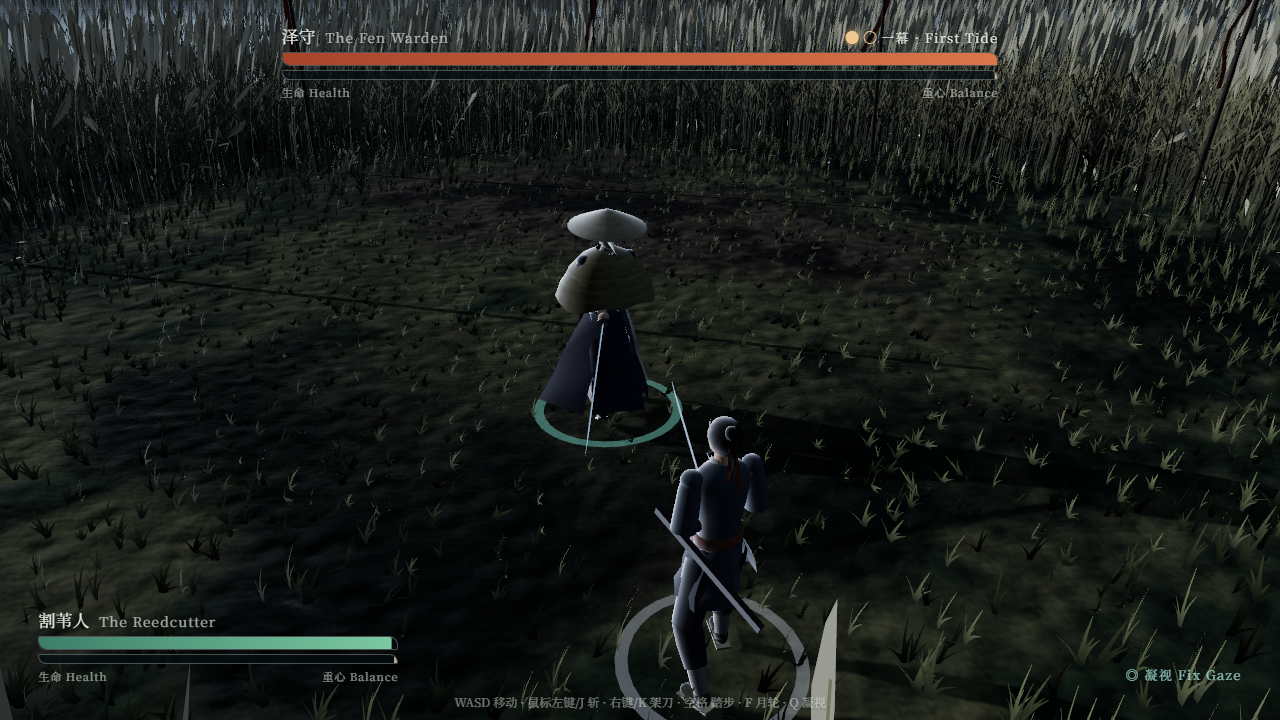 泽守 The Fen Warden
一幕 · First Tide
生命 Health
重心 Balance
割苇人 The Reedcutter
生命 Health
重心 Balance
◎ 凝视 Fix Gaze
WASD 移动 · 鼠标左键/J 斩 · 右键/K 架刀 · 空格 踏步 · F 月轮 · Q 凝视